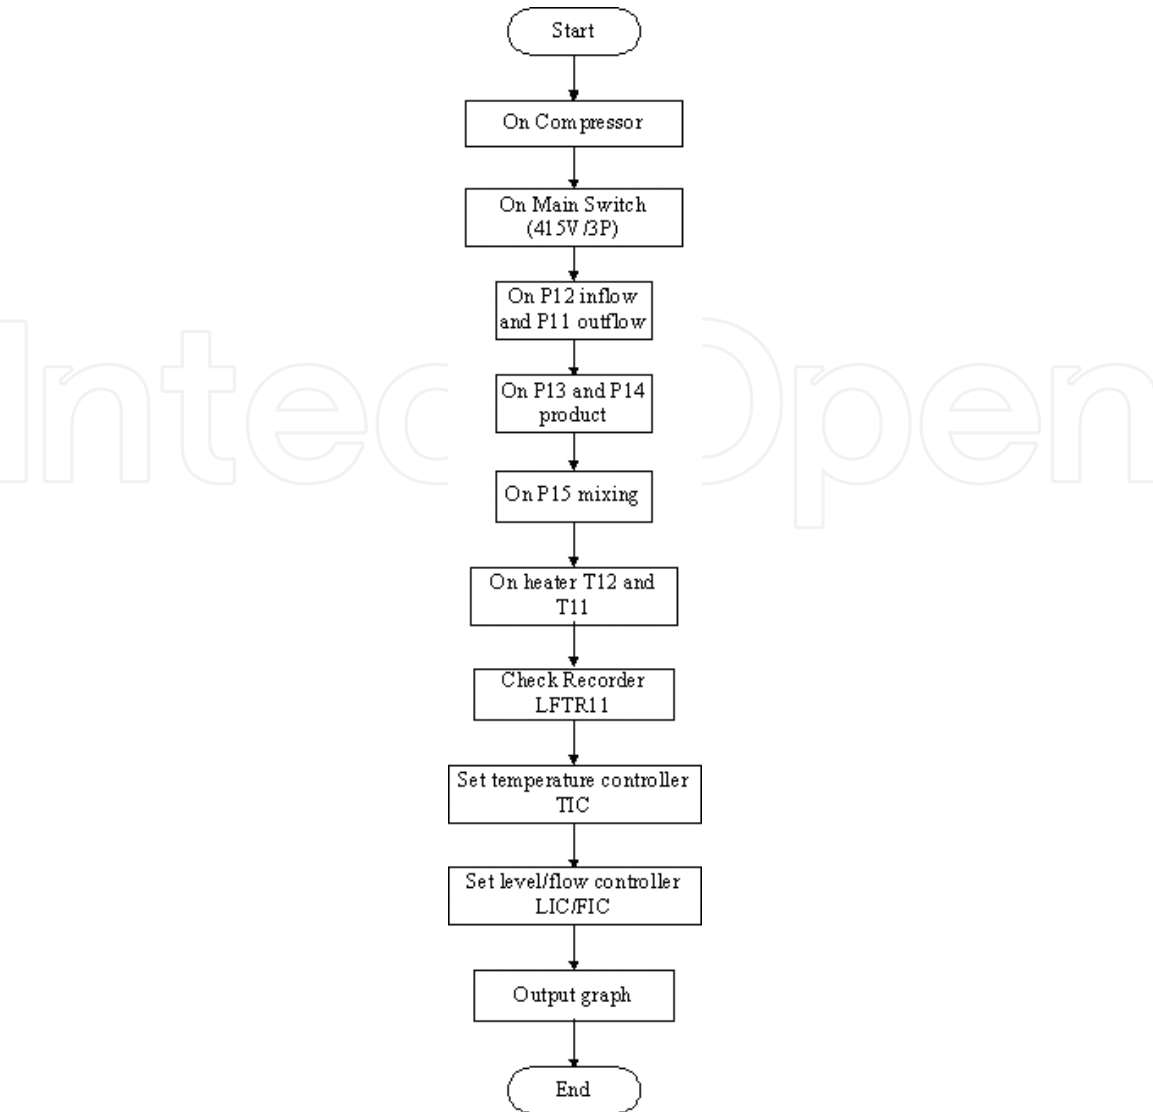 Start
On Compressor
On Main Switch
(415V/3P)
On P12 inflow
and P11 outflow
On P13 and P14
product
On P15 mixing
On heater T12 and
T11
Check Recorder
LFTR11
Set temperature controller
TIC
Set level/flow controller
LIC/FIC
Output graph
End
IntechOpen